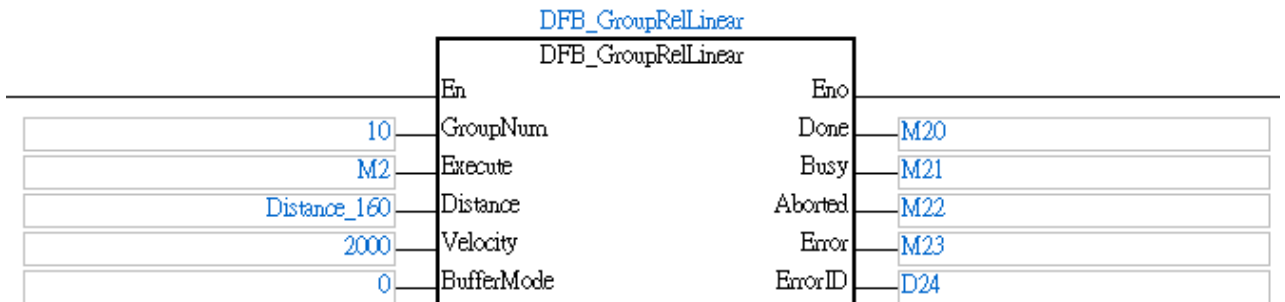 DFB_GroupRelLinear
DFB_GroupRelLinear
En Eno
10 GroupNum Done M20
M2 Execute Busy M21
Distance_160 Distance Aborted M22
2000 Velocity Error M23
0 BufferMode ErrorID D24